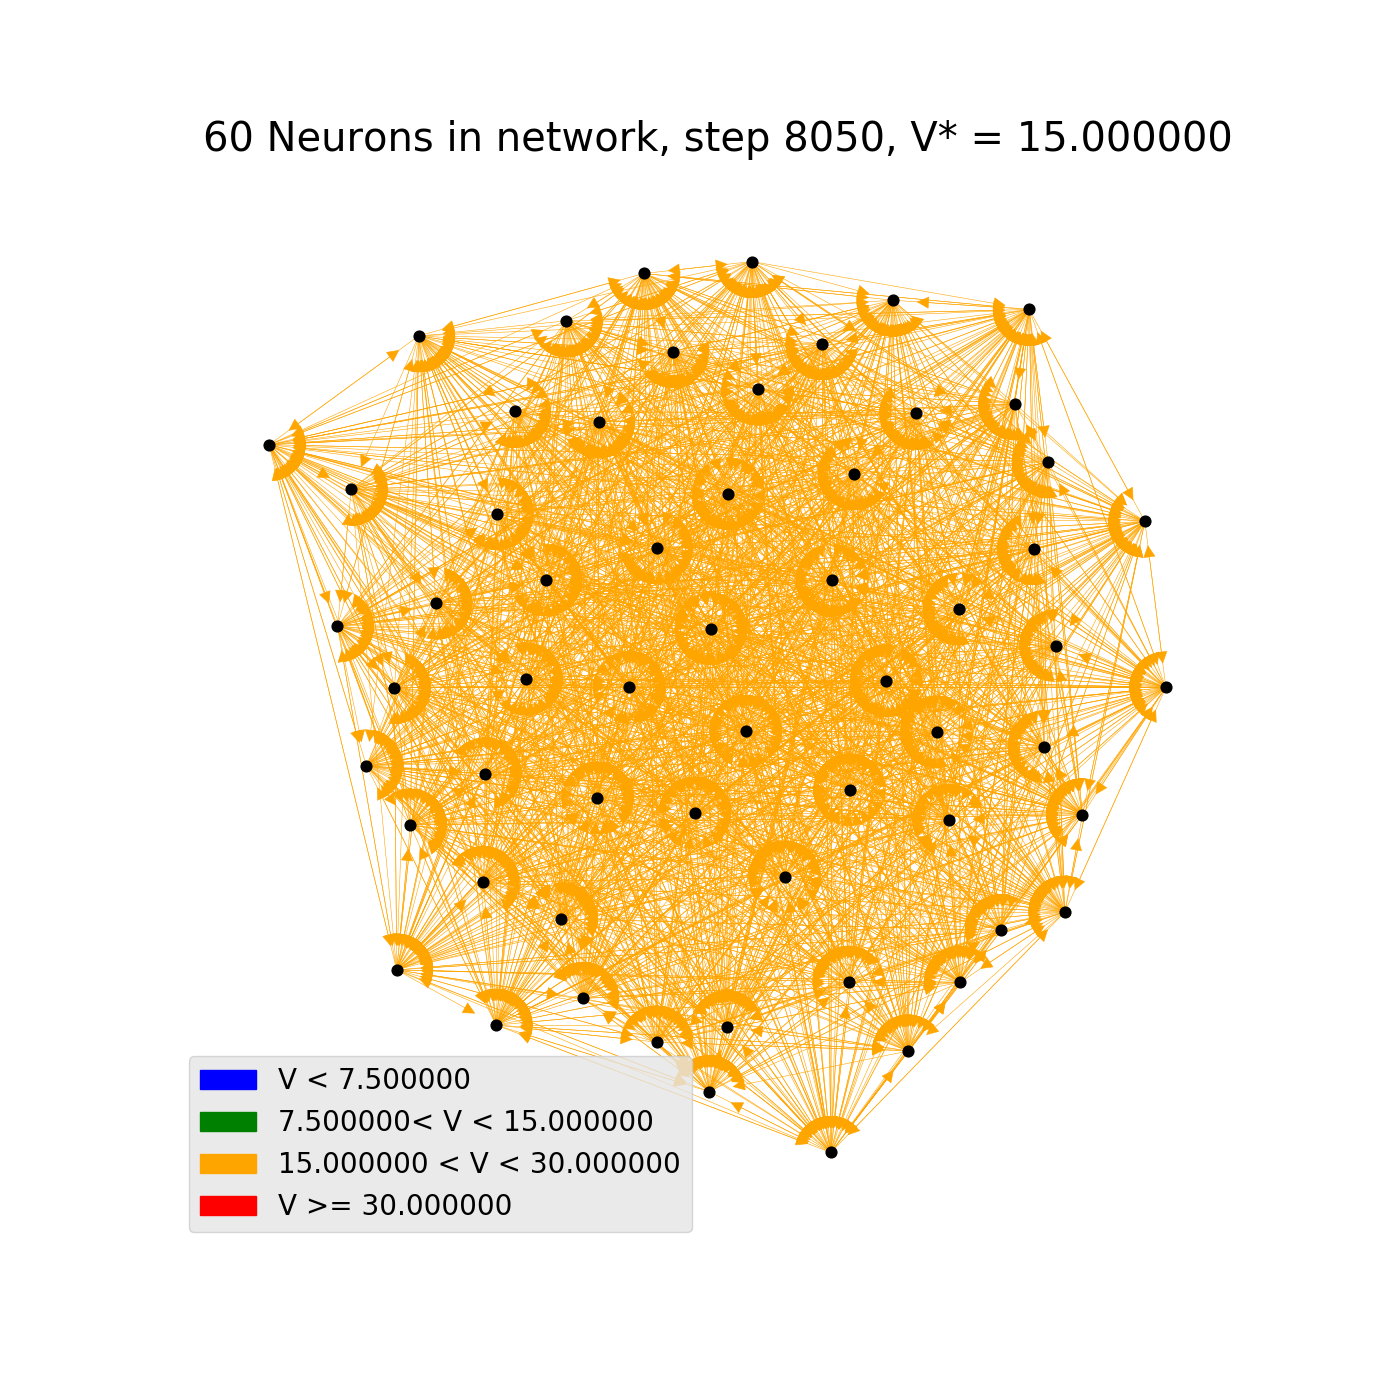 60 Neurons in network, step 8050, V* = 15.000000
V < 7.500000
7.500000< V < 15.000000
15.000000 < V < 30.000000
V >= 30.000000